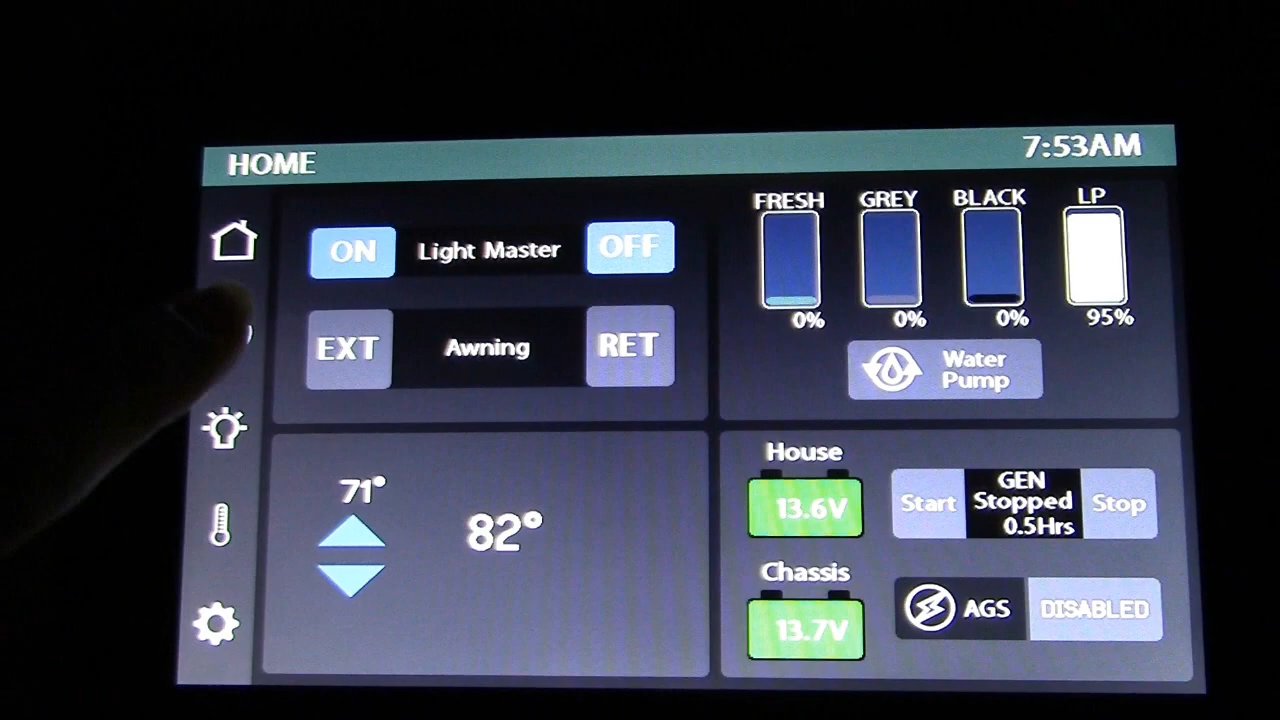 HOME
7:53AM
ON
Light Master
OFF
EXT
Awning
RET
FRESH
GREY
BLACK
LP
0%
0%
0%
95%
Water
Pump
71°
82°
House
13.6V
Start
GEN
Stopped
0.5Hrs
Stop
Chassis
13.7V
AGS
DISABLED